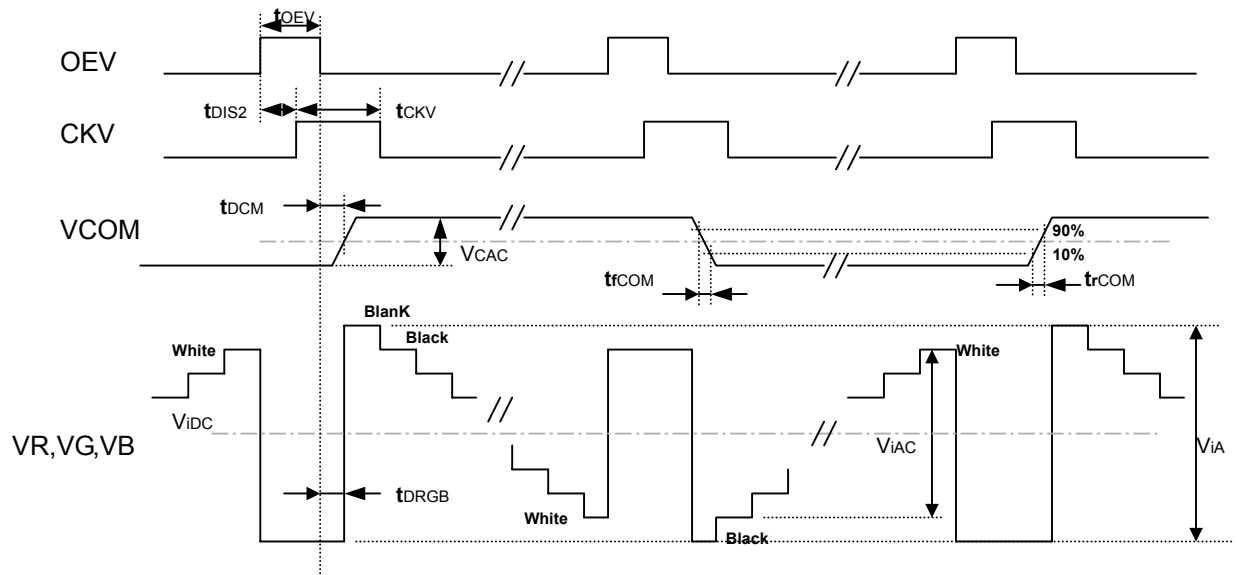 tOEV
OEV
tDIS2 tCKV
CKV
tDCM
VCOM
90%
VCAC
10%
tfCOM trCOM
BlanK
White Black White
ViDC
VR,VG,VB
ViAC ViA
tDRGB
White
Black